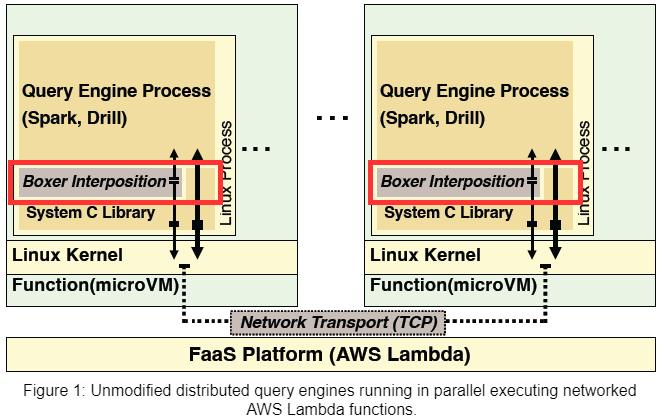 Query Engine Process
(Spark, Drill)
Boxer Interposition
System C Library
Linux Process
Linux Kernel
Function(microVM)
Query Engine Process
(Spark, Drill)
Boxer Interposition
System C Library
Linux Process
Linux Kernel
Function(microVM)
Network Transport (TCP)
FaaS Platform (AWS Lambda)
Figure 1: Unmodified distributed query engines running in parallel executing networked
AWS Lambda functions.